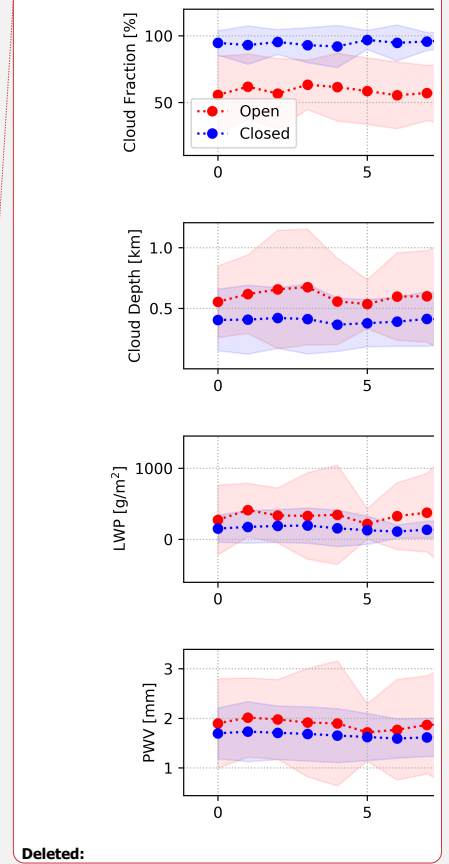 Cloud Fraction [%]
100
50
Open
Closed
0
5
Cloud Depth [km]
1.0
0.5
0
5
LWP [g/m²]
1000
0
0
5
PWV [mm]
3
2
1
0
5
Deleted: